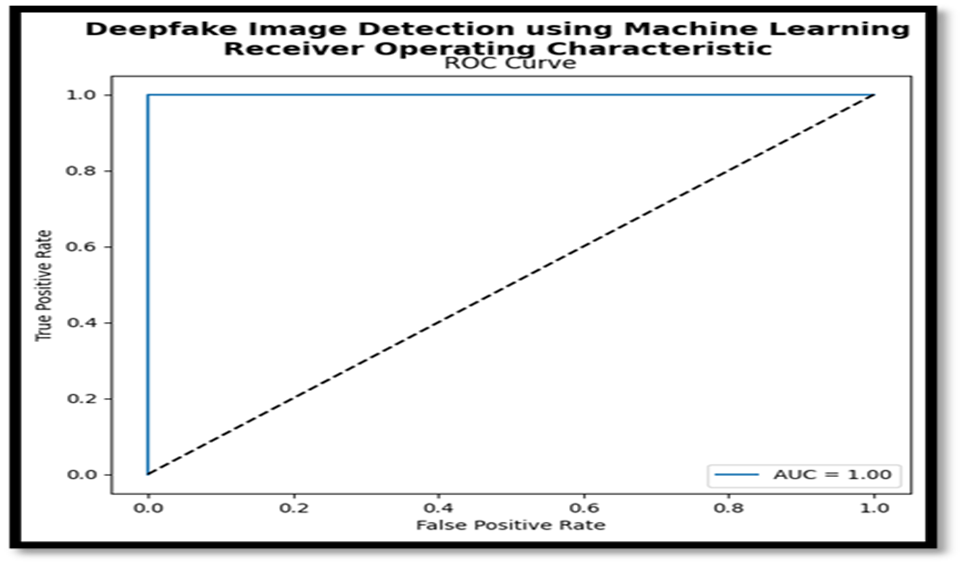 Deepfake Image Detection using Machine Learning
Receiver Operating Characteristic
ROC Curve
1.0
0.8
0.6
0.4
0.2
0.0
True Positive Rate
AUC = 1.00
0.0 0.2 0.4 0.6 0.8 1.0
False Positive Rate